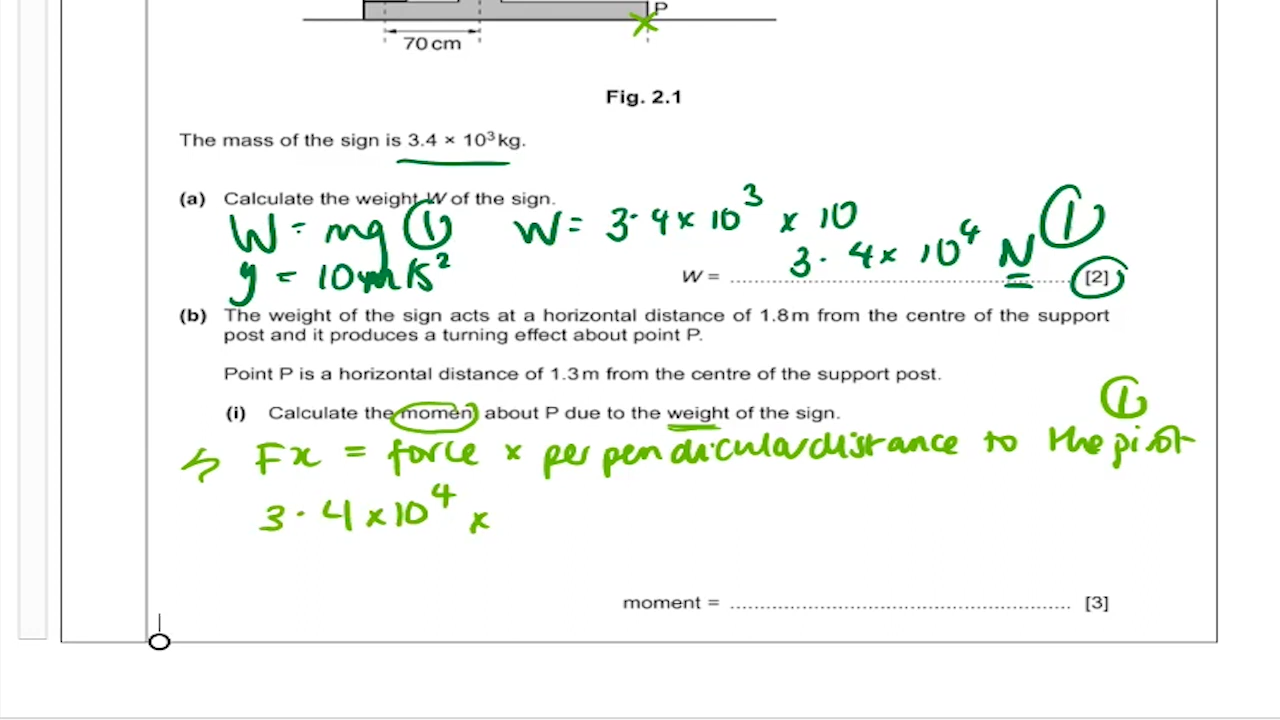 P
70 cm
Fig. 2.1
The mass of the sign is 3.4 × 10³ kg.
(a) Calculate the weight W of the sign.
W = mg ① W = 3.4 × 10³ × 10 ①
g = 10 m/s² 3.4 × 10⁴ N
W = ........................................................ [2]
(b) The weight of the sign acts at a horizontal distance of 1.8 m from the centre of the support
post and it produces a turning effect about point P.
Point P is a horizontal distance of 1.3 m from the centre of the support post.
①
(i) Calculate the moment about P due to the weight of the sign.
↳ Fx = force × perpendicular distance to the pivot
3.4 × 10⁴ ×
moment = ........................................................ [3]